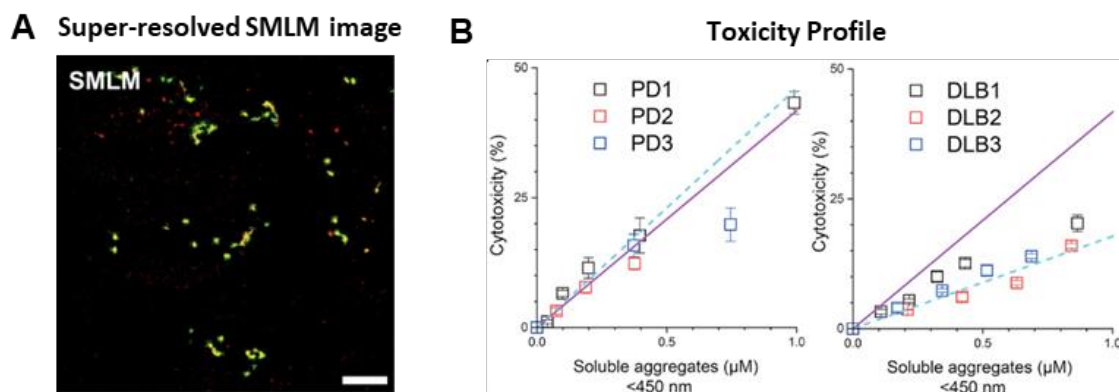 A Super-resolved SMLM image
SMLM
B Toxicity Profile
50
25
0
Cytotoxicity (%)
PD1
PD2
PD3
0.0 0.5 1.0
Soluble aggregates (µM)
<450 nm
50
25
0
Cytotoxicity (%)
DLB1
DLB2
DLB3
0.0 0.5 1.0
Soluble aggregates (µM)
<450 nm